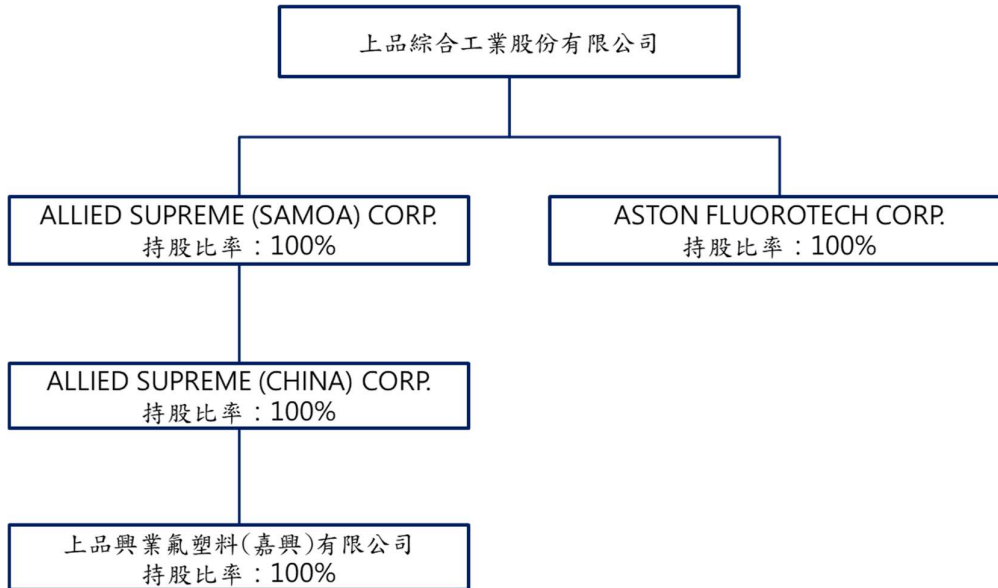 上品綜合工業股份有限公司
ALLIED SUPREME (SAMOA) CORP.
持股比率：100%
ASTON FLUOROTECH CORP.
持股比率：100%
ALLIED SUPREME (CHINA) CORP.
持股比率：100%
上品興業氟塑料(嘉興)有限公司
持股比率：100%